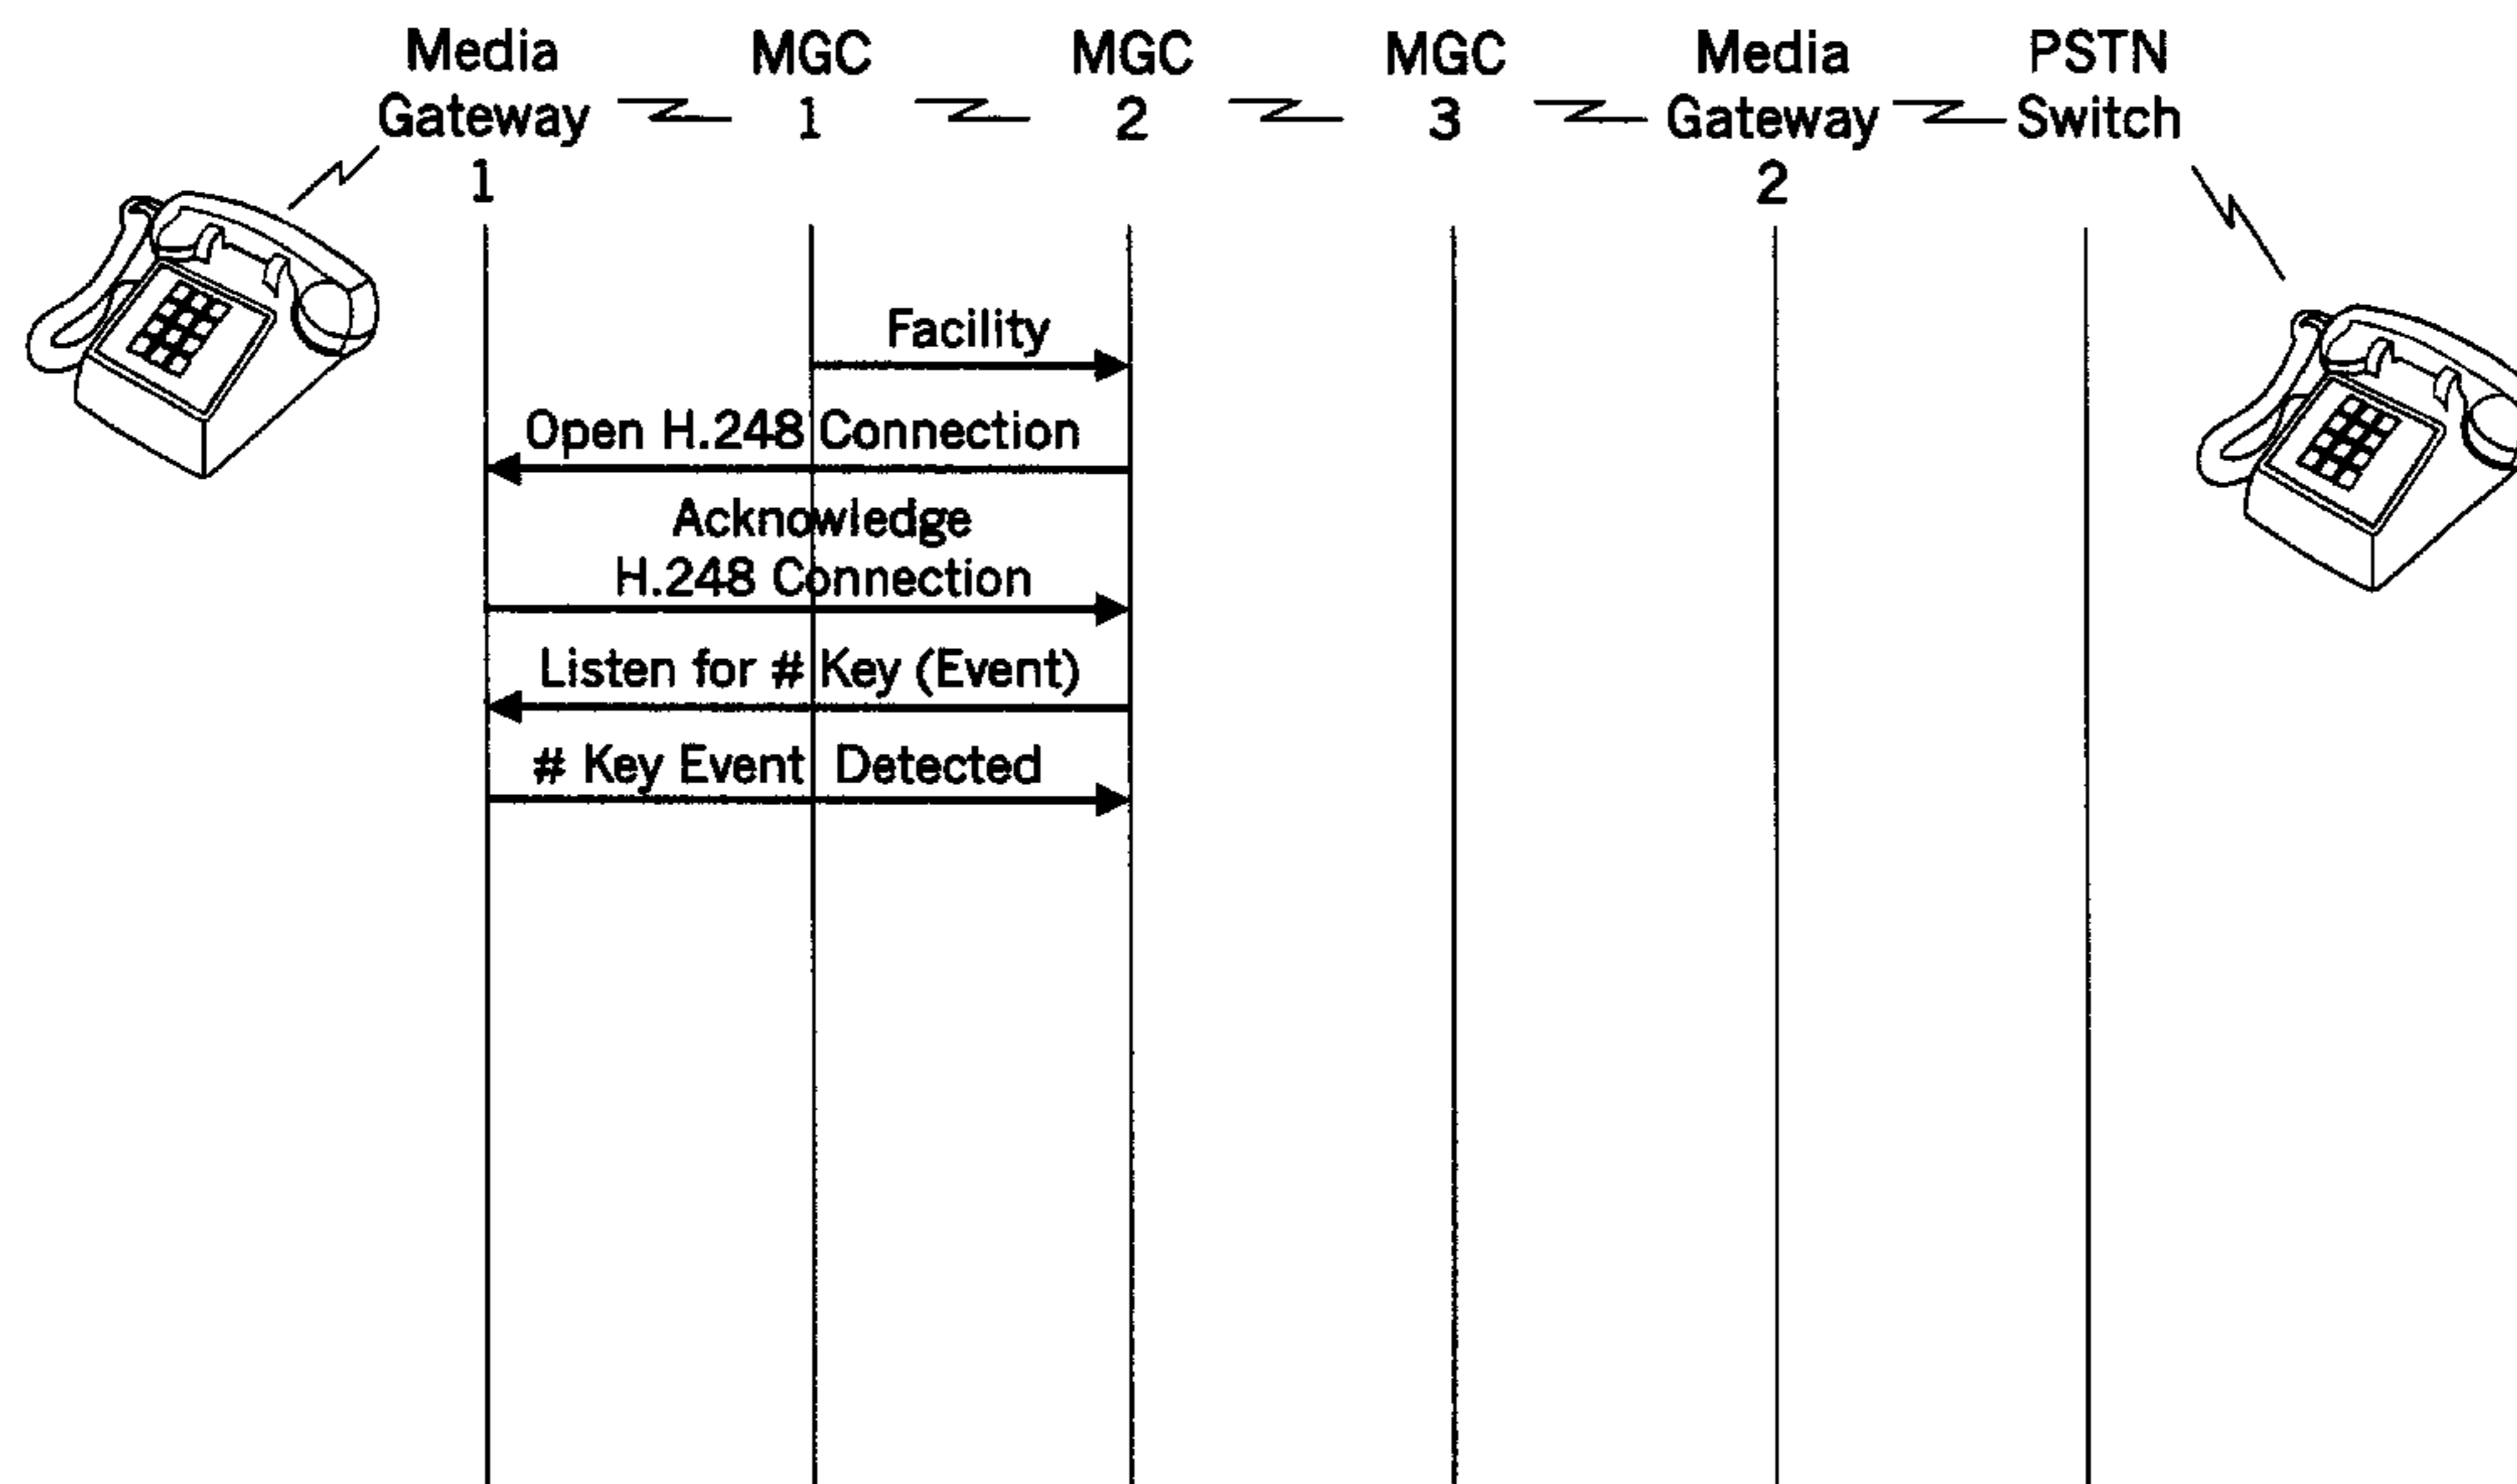 Media
Gateway
1
MGC
1
MGC
2
MGC
3
Media
Gateway
2
PSTN
Switch
Facility
Open H.248 Connection
Acknowledge
H.248 Connection
Listen for # Key (Event)
# Key Event Detected